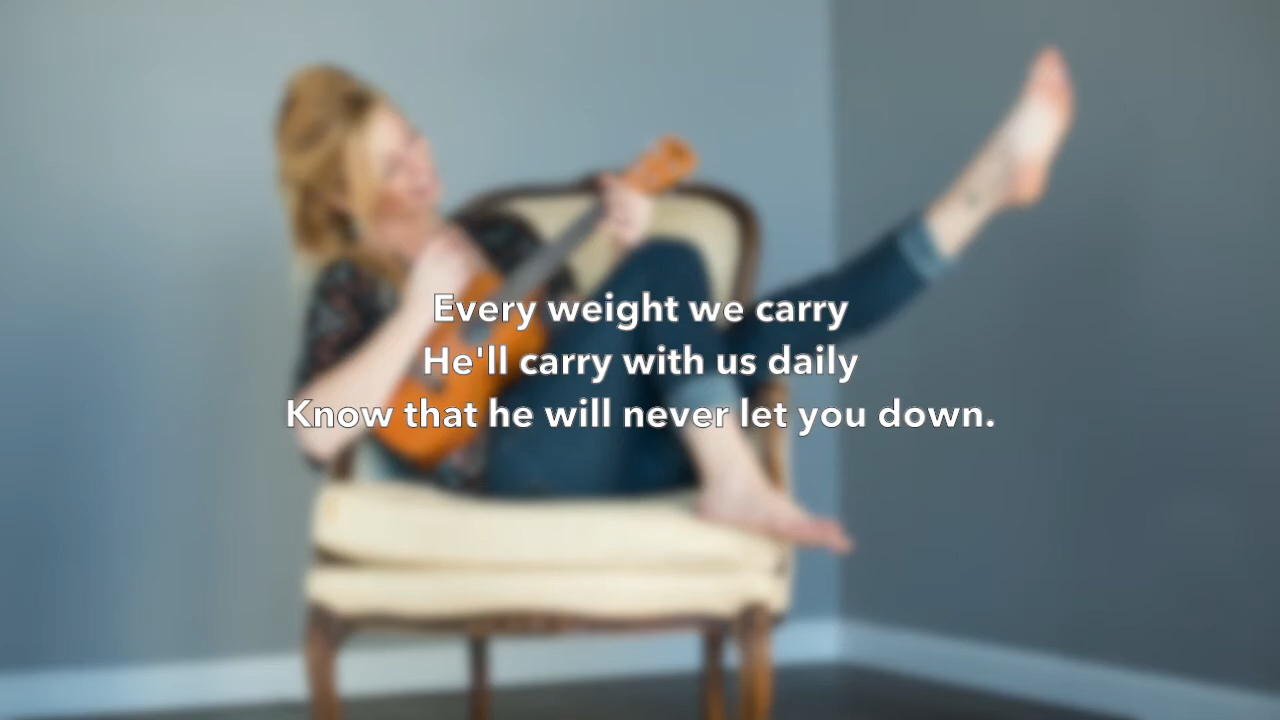 Every weight we carry
He'll carry with us daily
Know that he will never let you down.